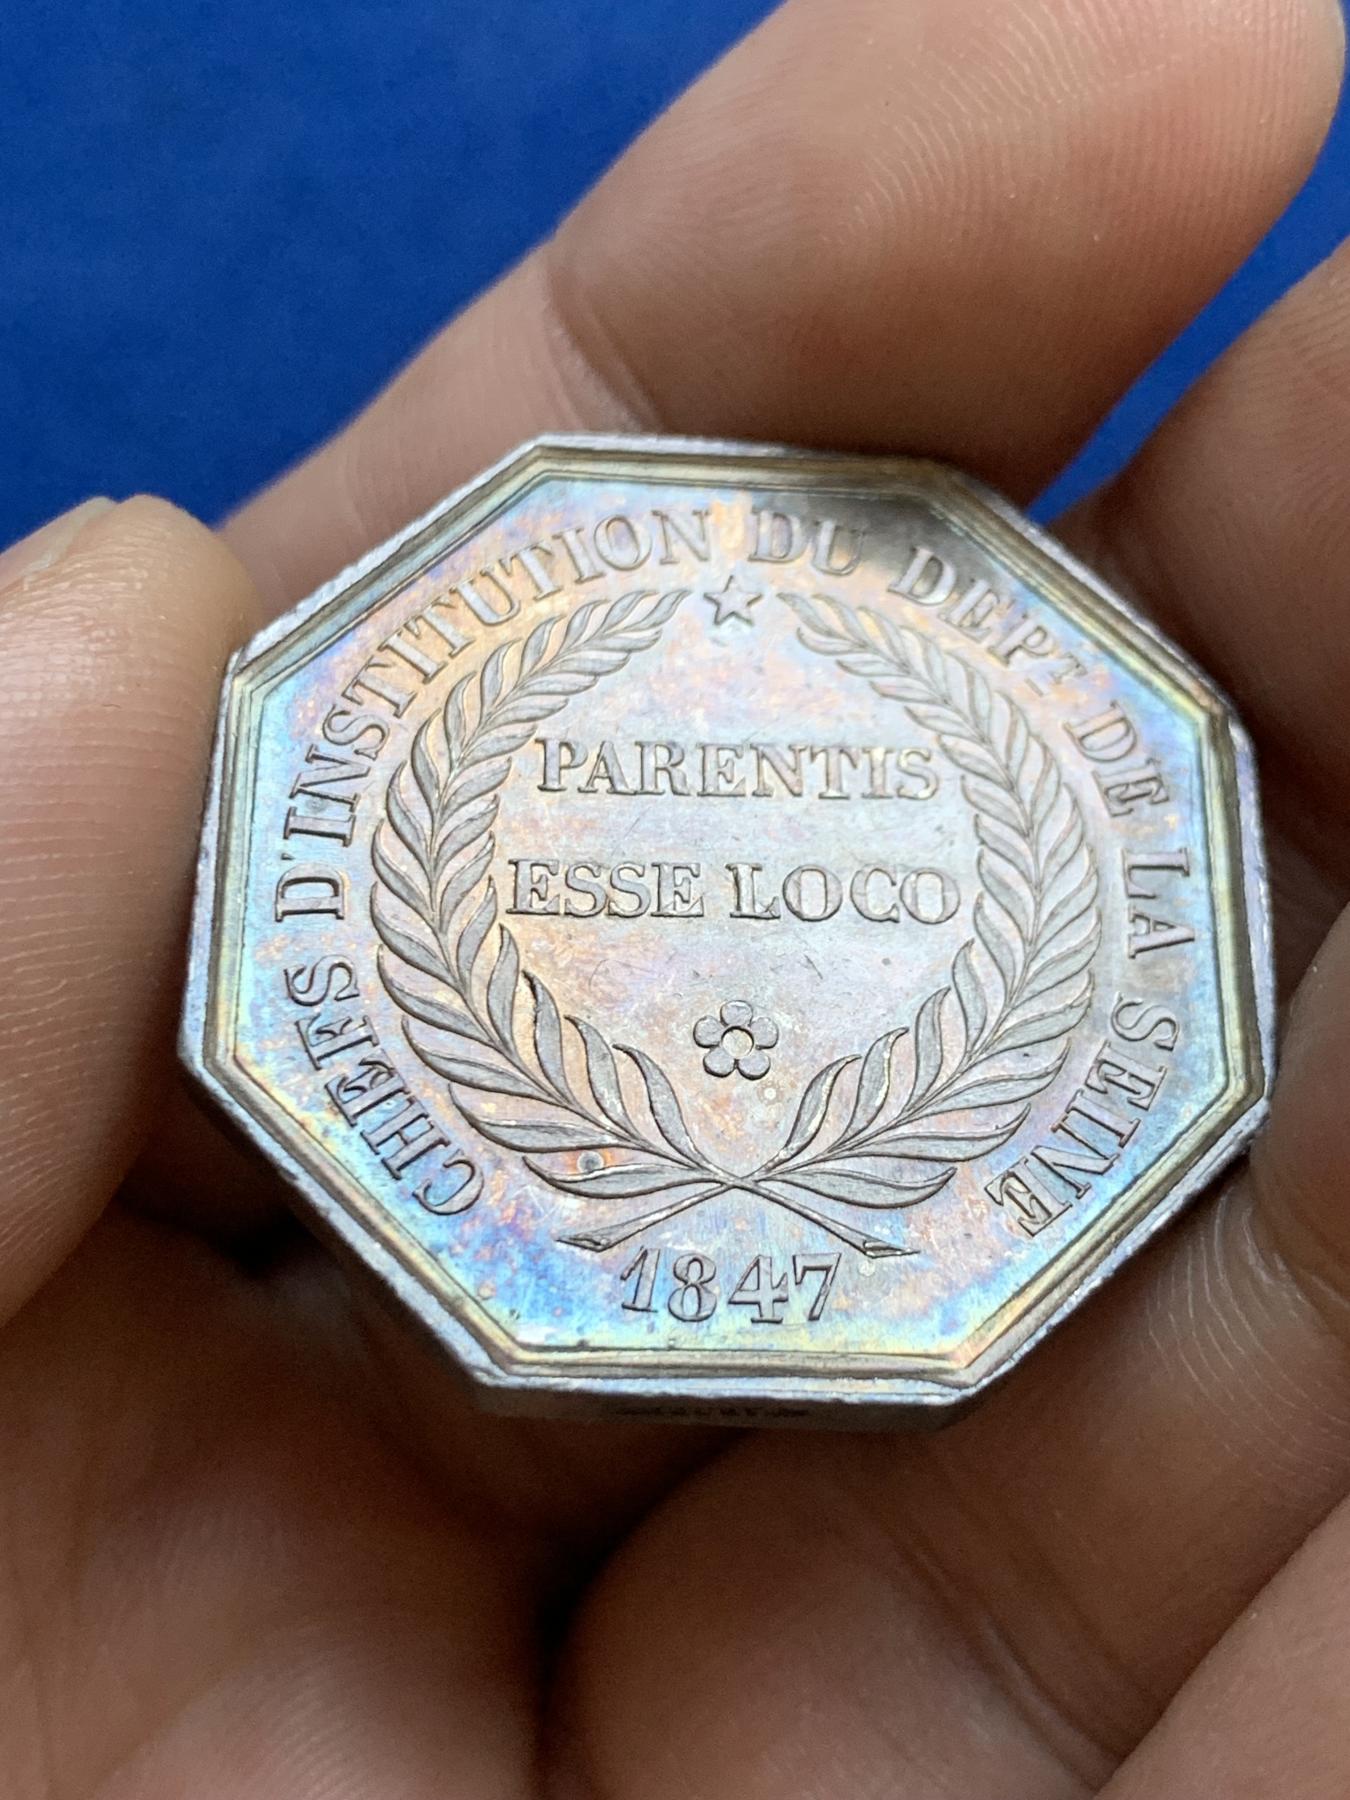 CHEFS D'INSTITUTION DU DEPT DE LA SEINE
PARENTIS
ESSE LOCO
1847